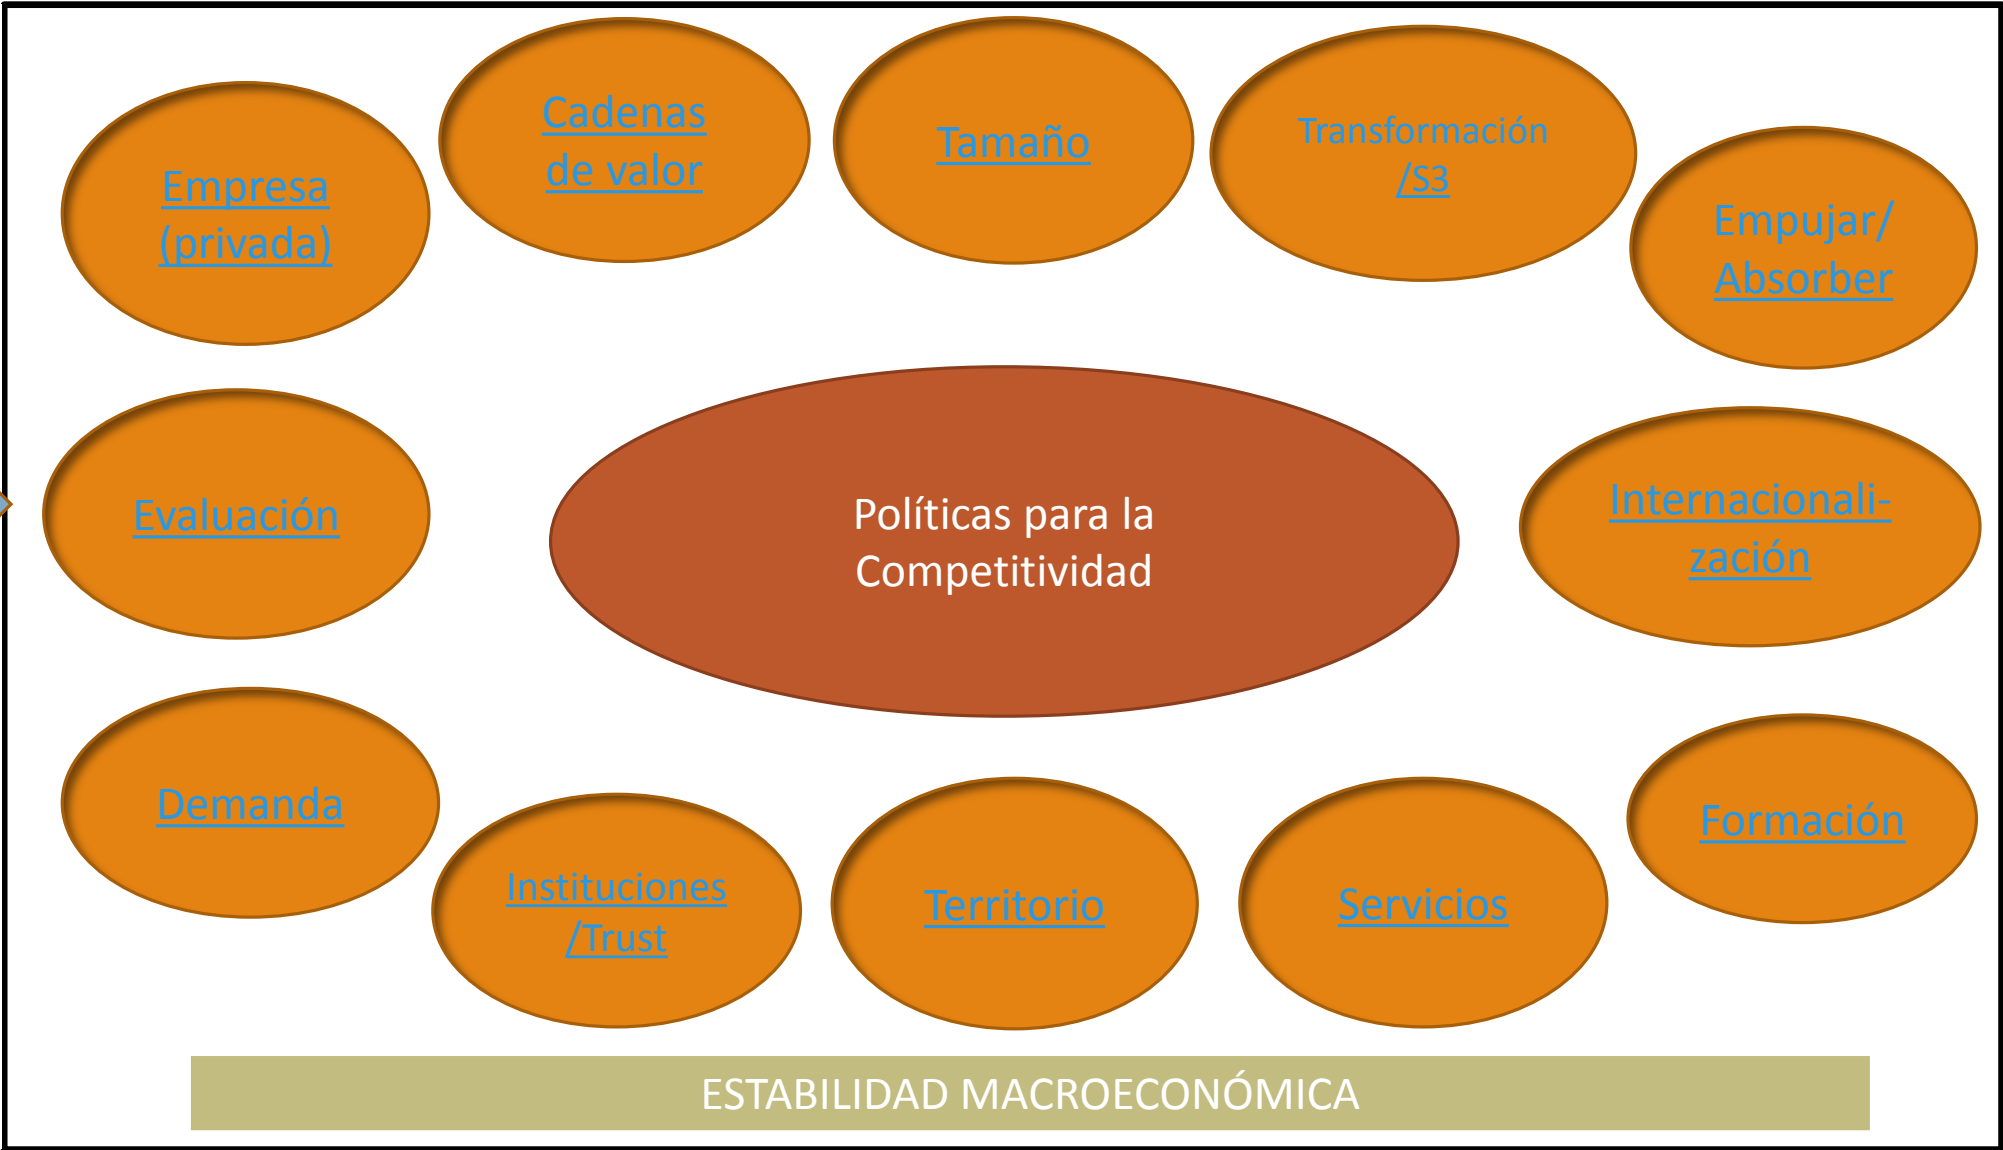 Cadenas
de valor
Tamaño
Transformación
/S3
Empresa
(privada)
Empujar/
Absorber
Evaluación
Políticas para la
Competitividad
Internacionali-
zación
Demanda
Instituciones
/Trust
Territorio
Servicios
Formación
ESTABILIDAD MACROECONÓMICA